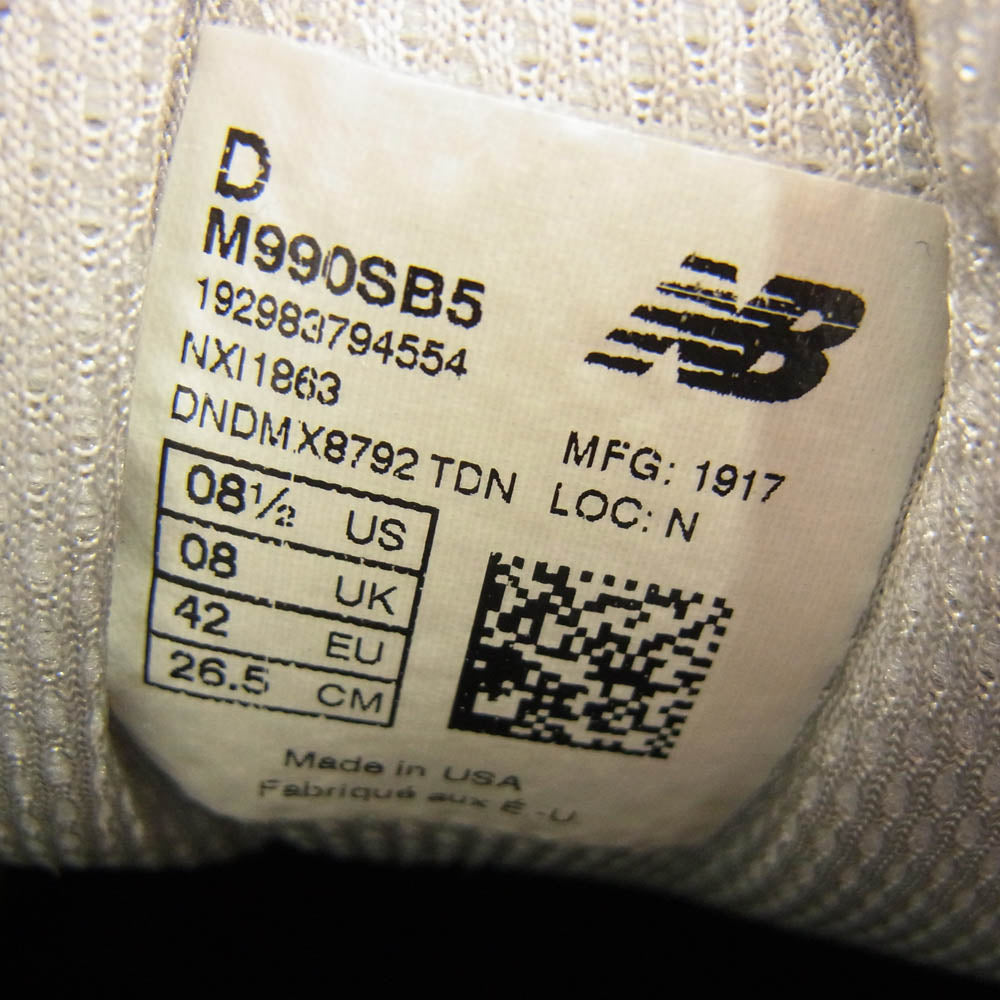 D
M990SB5
192983794554
NXI1863
DNDMX8792 TDN
NB
MFG: 1917
LOC: N
08½ US
08 UK
42 EU
26.5 CM
Made in USA
Fabriqué aux É.-U